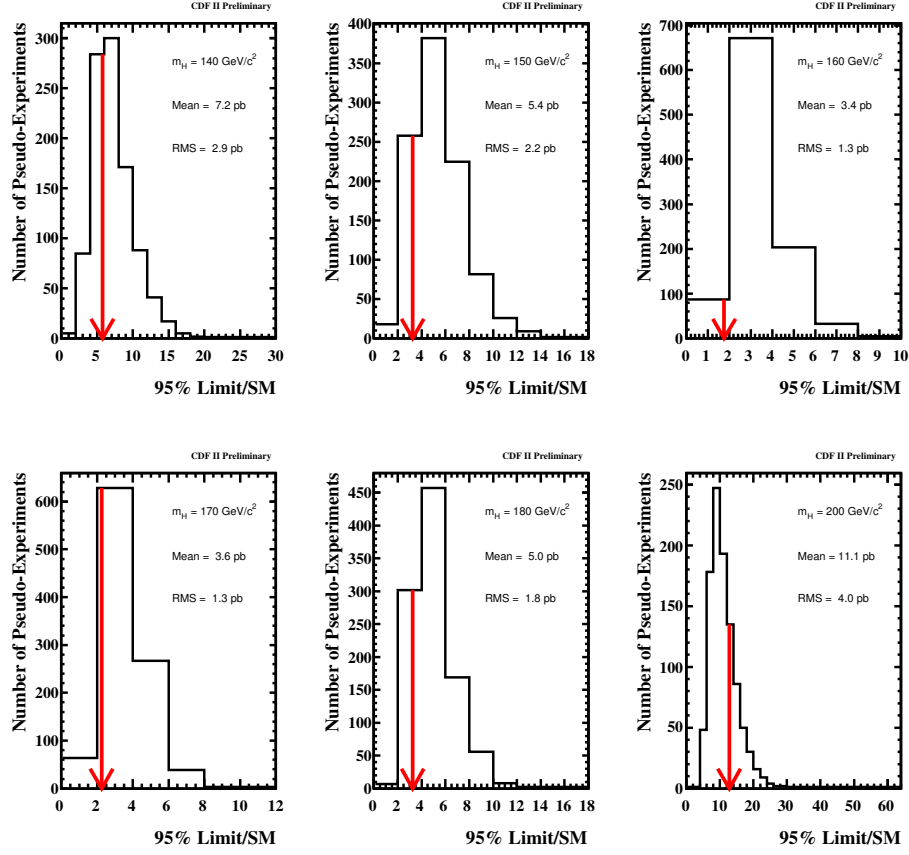 CDF II Preliminary
Number of Pseudo-Experiments
300
250
200
150
100
50
0
m_H = 140 GeV/c²
Mean = 7.2 pb
RMS = 2.9 pb
0 5 10 15 20 25 30
95% Limit/SM
CDF II Preliminary
Number of Pseudo-Experiments
400
350
300
250
200
150
100
50
0
m_H = 150 GeV/c²
Mean = 5.4 pb
RMS = 2.2 pb
0 2 4 6 8 10 12 14 16 18
95% Limit/SM
CDF II Preliminary
Number of Pseudo-Experiments
700
600
500
400
300
200
100
0
m_H = 160 GeV/c²
Mean = 3.4 pb
RMS = 1.3 pb
0 1 2 3 4 5 6 7 8 9 10
95% Limit/SM
CDF II Preliminary
Number of Pseudo-Experiments
600
500
400
300
200
100
0
m_H = 170 GeV/c²
Mean = 3.6 pb
RMS = 1.3 pb
0 2 4 6 8 10 12
95% Limit/SM
CDF II Preliminary
Number of Pseudo-Experiments
450
400
350
300
250
200
150
100
50
0
m_H = 180 GeV/c²
Mean = 5.0 pb
RMS = 1.8 pb
0 2 4 6 8 10 12 14 16 18
95% Limit/SM
CDF II Preliminary
Number of Pseudo-Experiments
250
200
150
100
50
0
m_H = 200 GeV/c²
Mean = 11.1 pb
RMS = 4.0 pb
0 10 20 30 40 50 60
95% Limit/SM